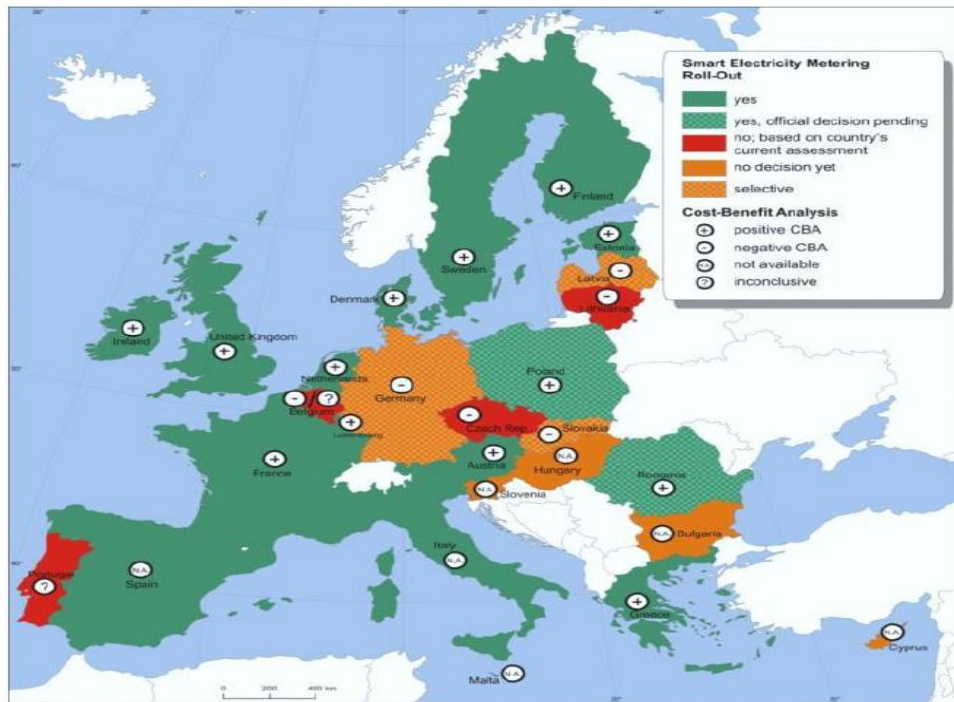 Smart Electricity Metering
Roll-Out
yes
yes, official decision pending
no; based on country's
current assessment
no decision yet
selective
Cost-Benefit Analysis
+ positive CBA
- negative CBA
N.A. not available
? inconclusive
+
Finland
+
Estonia
+
Sweden
-
Latvia
-
Lithuania
Denmark +
+
Ireland
United Kingdom
+
+
Netherlands
- / ?
Belgium
+
Luxembourg
-
Germany
Poland
+
-
Czech Rep.
-
Slovakia
+
Austria
N.A.
Hungary
N.A.
Slovenia
+
France
Romania
+
N.A.
Bulgaria
Italy
+
N.A.
Spain
Portugal
?
+
Greece
N.A.
Cyprus
Malta
N.A.
0 200 400 km